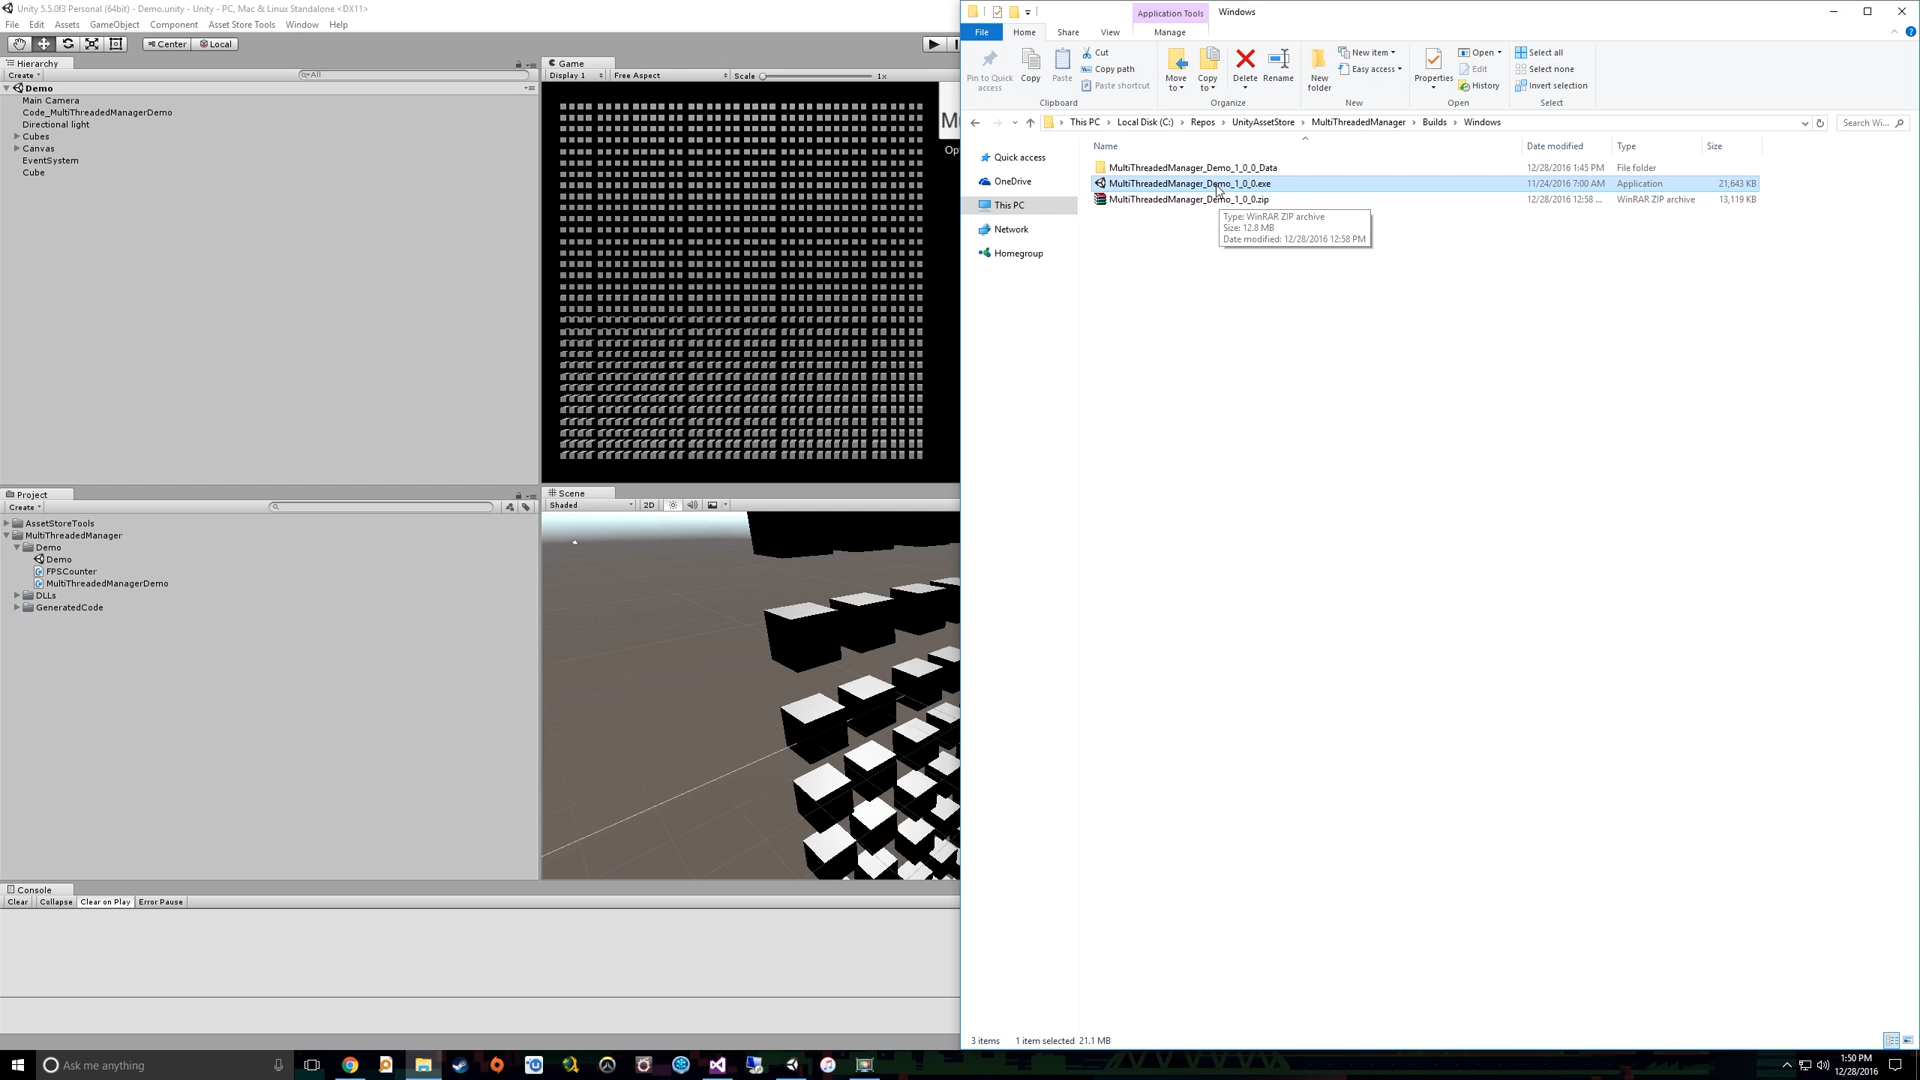 Unity 5.5.0f3 Personal (64bit) - Demo.unity - Unity - PC, Mac & Linux Standalone <DX11>
File Edit Assets GameObject Component Asset Store Tools Window Help
Center Local
Hierarchy
Create All
Demo
Main Camera
Code_MultiThreadedManagerDemo
Directional light
Cubes
Canvas
EventSystem
Cube
Game
Display 1 Free Aspect Scale 1x
Op
Project
Create
AssetStoreTools
MultiThreadedManager
Demo
Demo
FPSCounter
MultiThreadedManagerDemo
DLLs
GeneratedCode
Scene
Shaded 2D
Console
Clear Collapse Clear on Play Error Pause
Application Tools Windows
File Home Share View Manage
Pin to Quick access
Copy
Paste
Cut
Copy path
Paste shortcut
Clipboard
Move to
Copy to
Delete
Rename
Organize
New folder
New item
Easy access
New
Properties
Open
Edit
History
Open
Select all
Select none
Invert selection
Select
This PC Local Disk (C:) Repos UnityAssetStore MultiThreadedManager Builds Windows Search Wi...
Quick access
OneDrive
This PC
Network
Homegroup
Name Date modified Type Size
MultiThreadedManager_Demo_1_0_0_Data 12/28/2016 1:45 PM File folder
MultiThreadedManager_Demo_1_0_0.exe 11/24/2016 7:00 AM Application 21,643 KB
MultiThreadedManager_Demo_1_0_0.zip 12/28/2016 12:58 ... WinRAR ZIP archive 13,119 KB
Type: WinRAR ZIP archive
Size: 12.8 MB
Date modified: 12/28/2016 12:58 PM
3 items 1 item selected 21.1 MB
Ask me anything
1:50 PM
12/28/2016